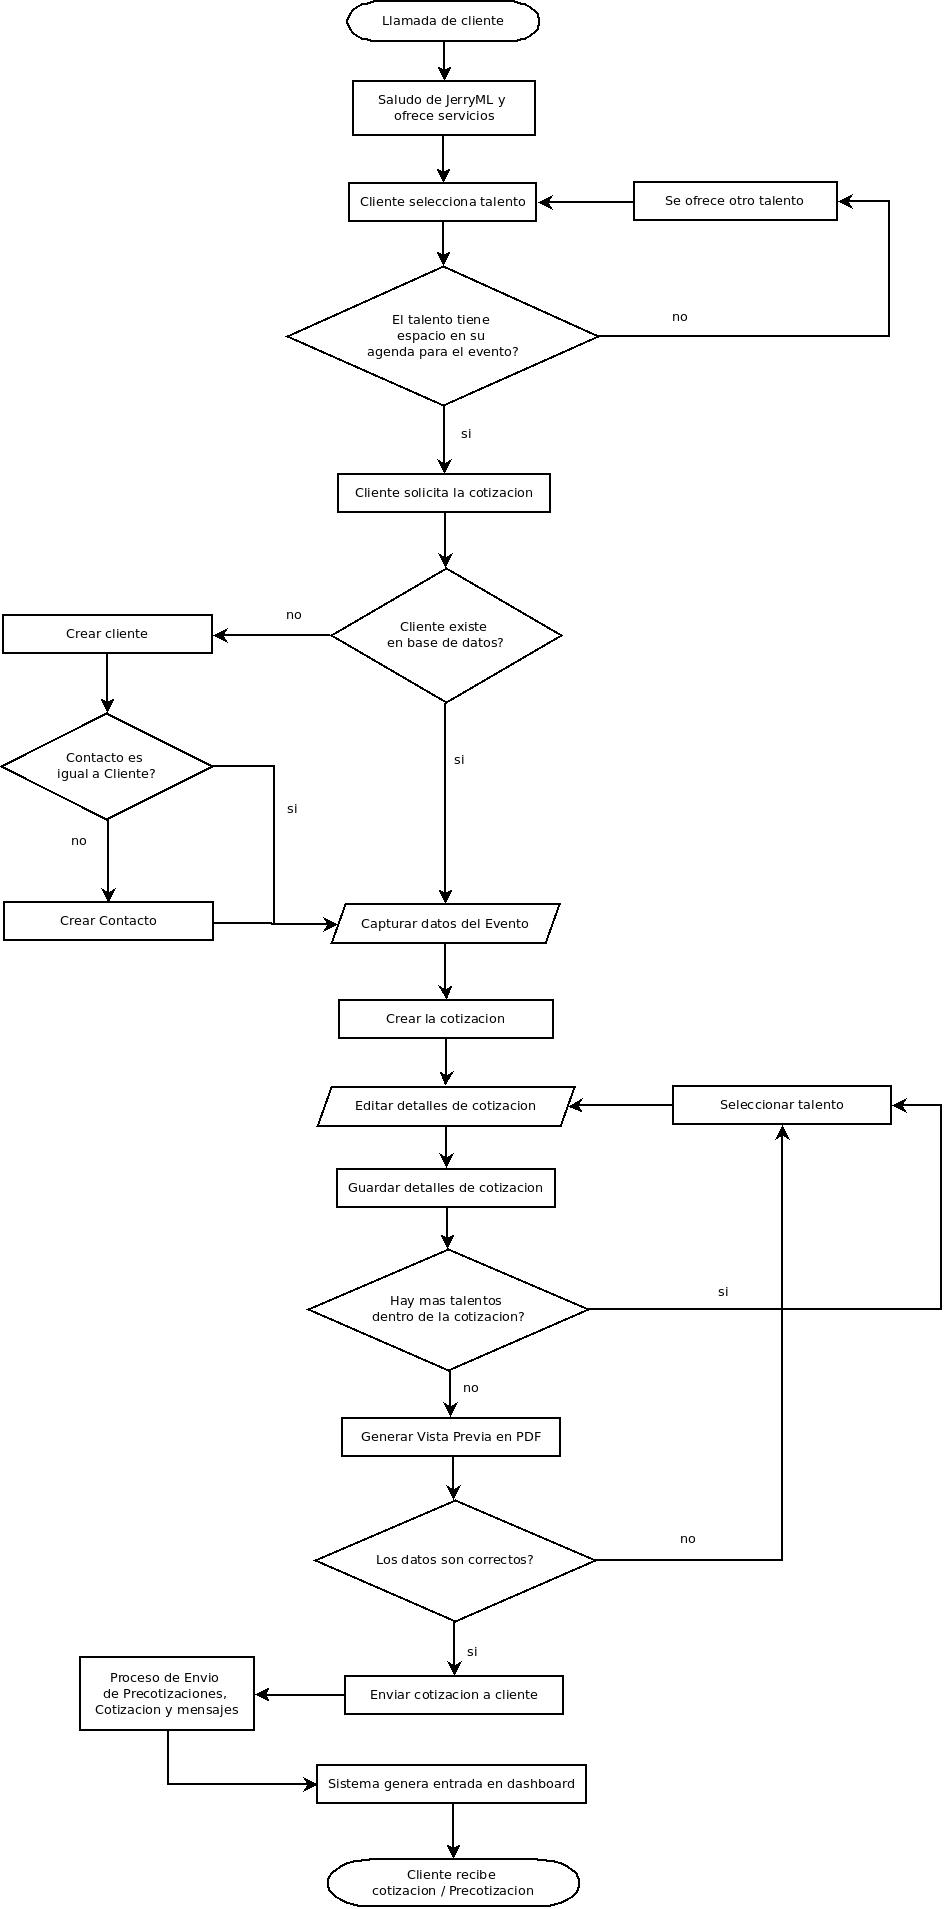 Llamada de cliente
Saludo de JerryML y
ofrece servicios
Cliente selecciona talento
Se ofrece otro talento
El talento tiene
espacio en su
agenda para el evento?
no
si
Cliente solicita la cotizacion
Cliente existe
en base de datos?
no
Crear cliente
si
Contacto es
igual a Cliente?
si
no
Crear Contacto
Capturar datos del Evento
Crear la cotizacion
Editar detalles de cotizacion
Seleccionar talento
Guardar detalles de cotizacion
Hay mas talentos
dentro de la cotizacion?
si
no
Generar Vista Previa en PDF
Los datos son correctos?
no
si
Enviar cotizacion a cliente
Proceso de Envio
de Precotizaciones,
Cotizacion y mensajes
Sistema genera entrada en dashboard
Cliente recibe
cotizacion / Precotizacion